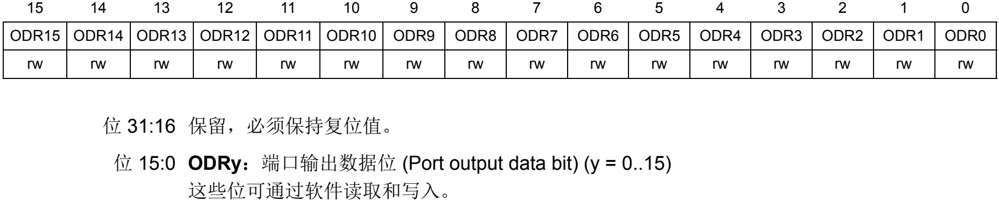 15 14 13 12 11 10 9 8 7 6 5 4 3 2 1 0
ODR15 ODR14 ODR13 ODR12 ODR11 ODR10 ODR9 ODR8 ODR7 ODR6 ODR5 ODR4 ODR3 ODR2 ODR1 ODR0
rw rw rw rw rw rw rw rw rw rw rw rw rw rw rw rw
位 31:16 保留，必须保持复位值。
位 15:0 ODRy：端口输出数据位 (Port output data bit) (y = 0..15)
这些位可通过软件读取和写入。